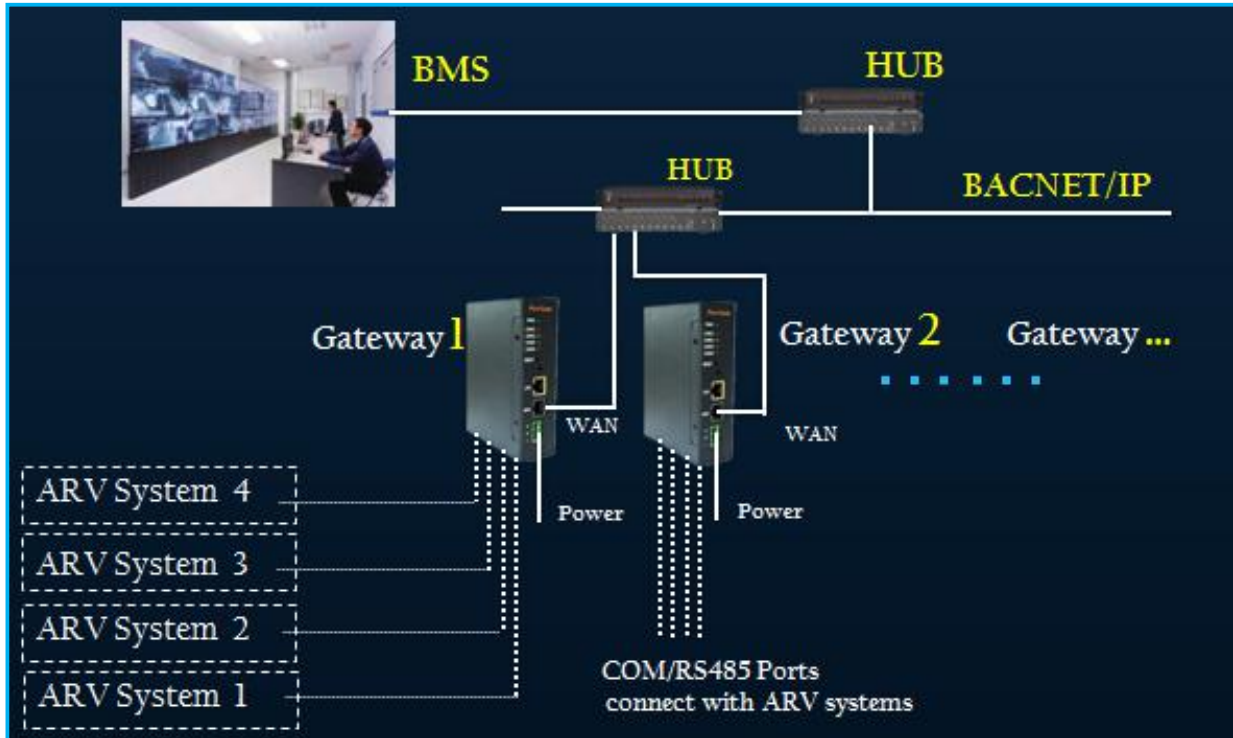 BMS
HUB
HUB
BACNET/IP
Gateway 1
Gateway 2
Gateway ...
WAN
WAN
ARV System 4
Power
Power
ARV System 3
ARV System 2
ARV System 1
COM/RS485 Ports
connect with ARV systems